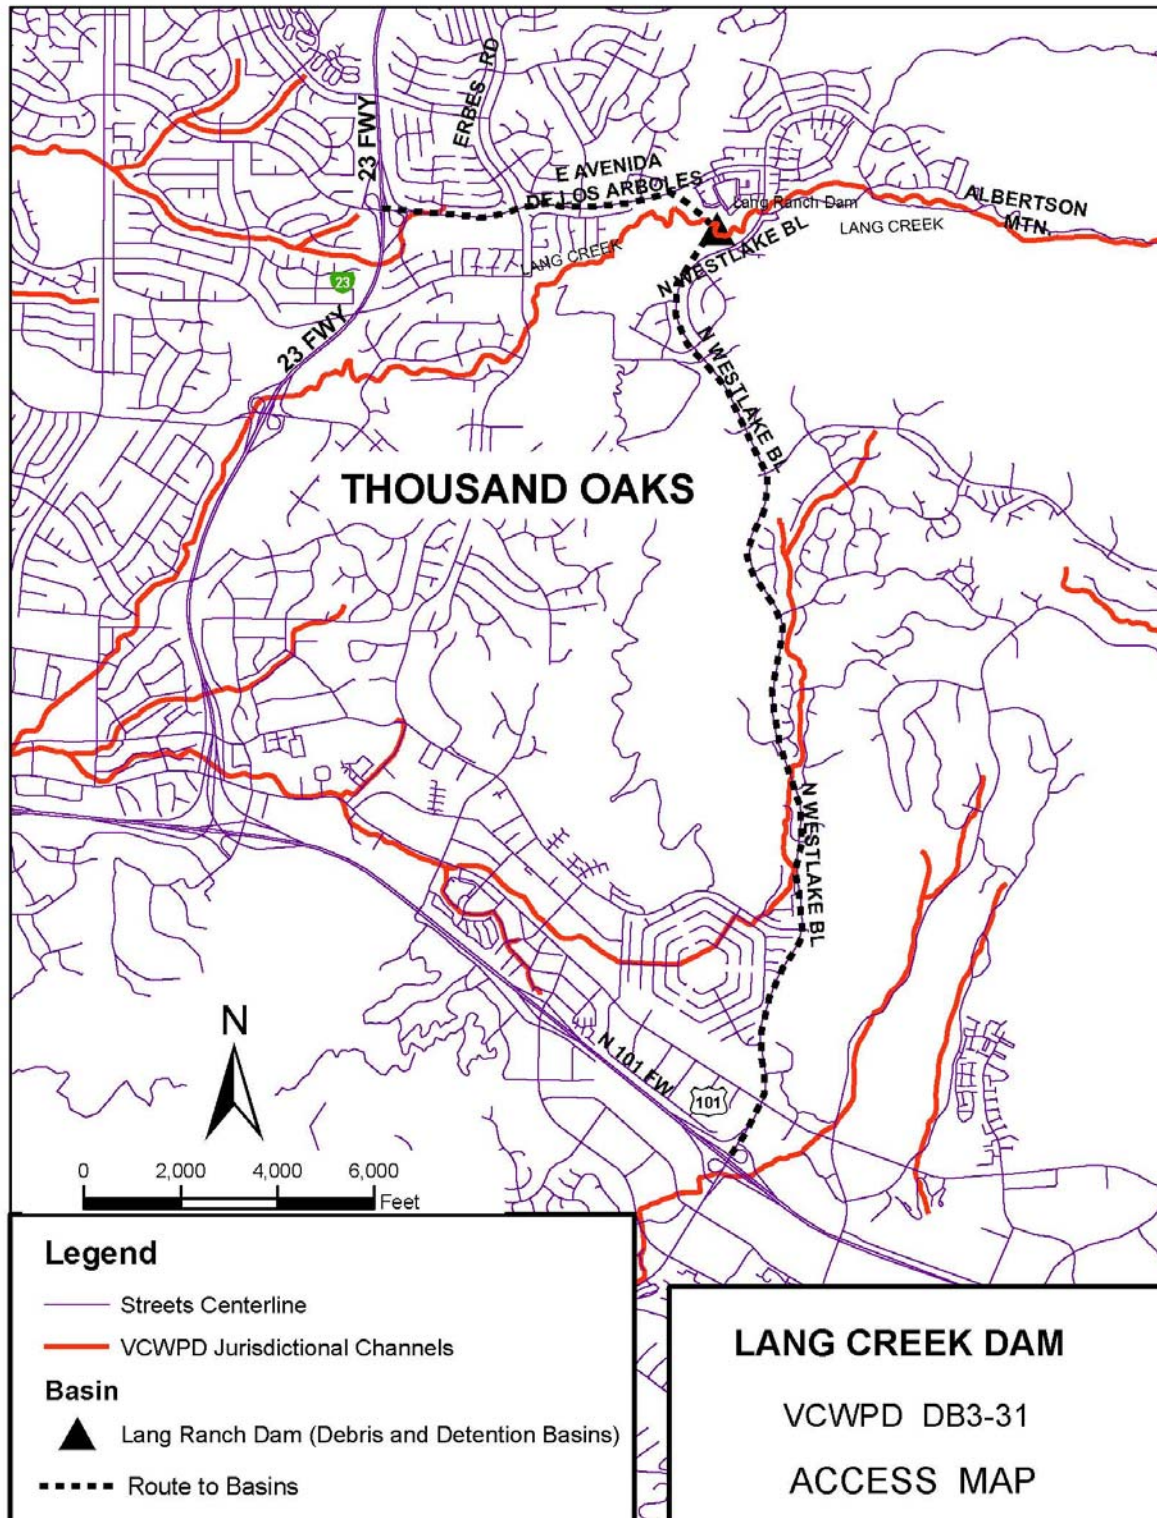 ERBES RD
23 FWY
E AVENIDA
DE LOS ARBOLES
Lang Ranch Dam
ALBERTSON
MTN.
LANG CREEK
LANG CREEK
N WESTLAKE BL
23
23 FWY
N WESTLAKE BL
THOUSAND OAKS
N WESTLAKE BL
N
N 101 FW
101
0 2,000 4,000 6,000
Feet
Legend
Streets Centerline
VCWPD Jurisdictional Channels
Basin
Lang Ranch Dam (Debris and Detention Basins)
Route to Basins
LANG CREEK DAM
VCWPD DB3-31
ACCESS MAP